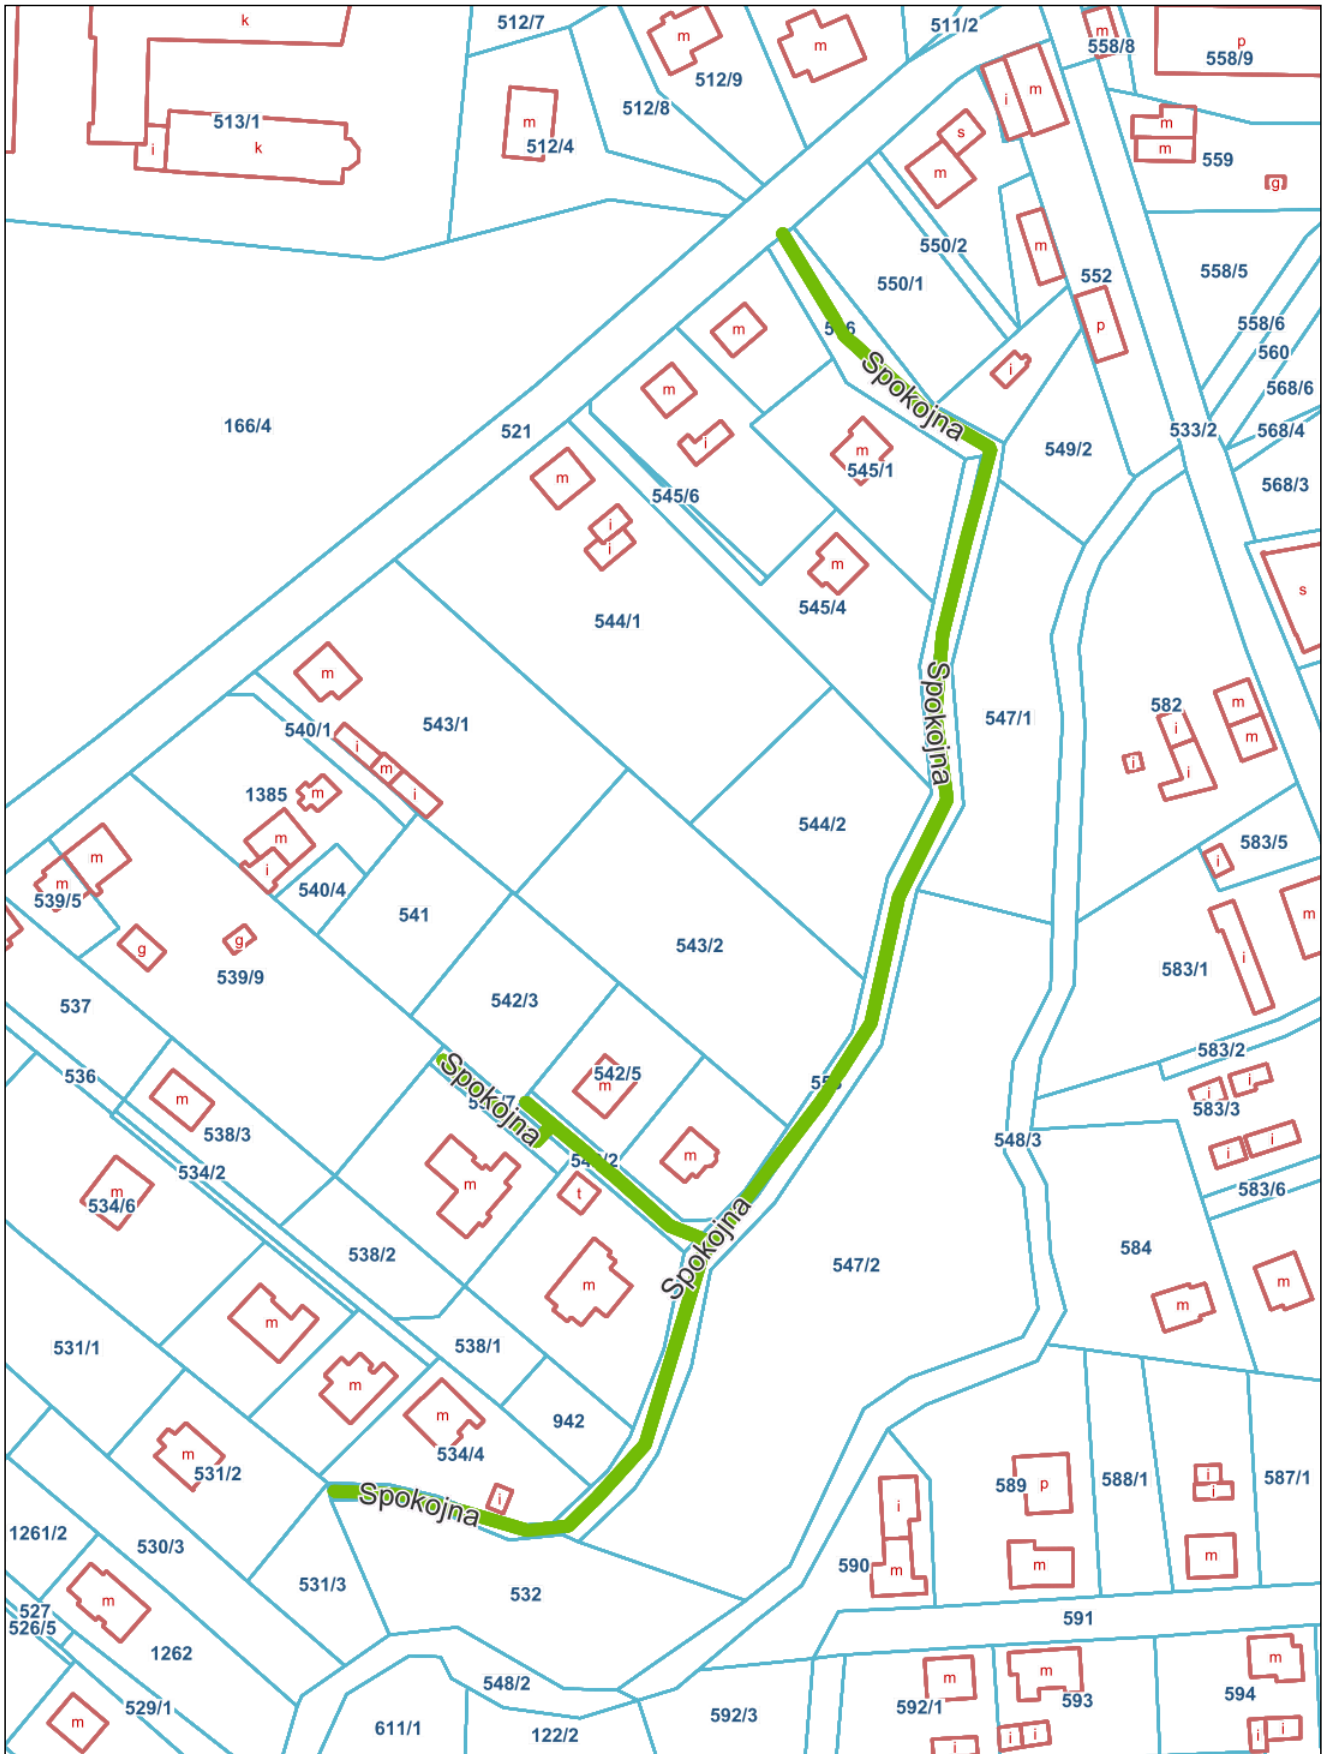 k
512/7
511/2
m
m
m
558/8
p
558/9
512/9
512/8
i
m
513/1
k
i
m
512/4
s
m
m
m
559
g
550/2
m
550/1
552
558/5
m
p
558/6
560
568/6
i
Spokojna
m
i
166/4
521
533/2
568/4
549/2
m
545/1
m
545/6
568/3
i
i
m
545/4
s
544/1
m
Spokojna
540/1
543/1
547/1
582
m
m
i
i
i
i
m
i
1385
m
m
i
544/2
583/5
i
m
m
539/5
540/4
541
m
g
g
543/2
i
583/1
539/9
537
542/3
583/2
536
Spokojna
542/5
m
m
538/3
i
i
583/3
548/3
i
i
534/2
m
m
534/6
m
t
583/6
538/2
Spokojna
547/2
584
m
m
m
m
531/1
538/1
m
m
942
m
534/4
531/2
Spokojna
i
589
p
588/1
i
i
587/1
i
1261/2
530/3
590
m
m
m
531/3
532
527
526/5
m
591
1262
548/2
m
m
m
592/1
593
594
529/1
m
611/1
122/2
592/3
i
i
i
i
i